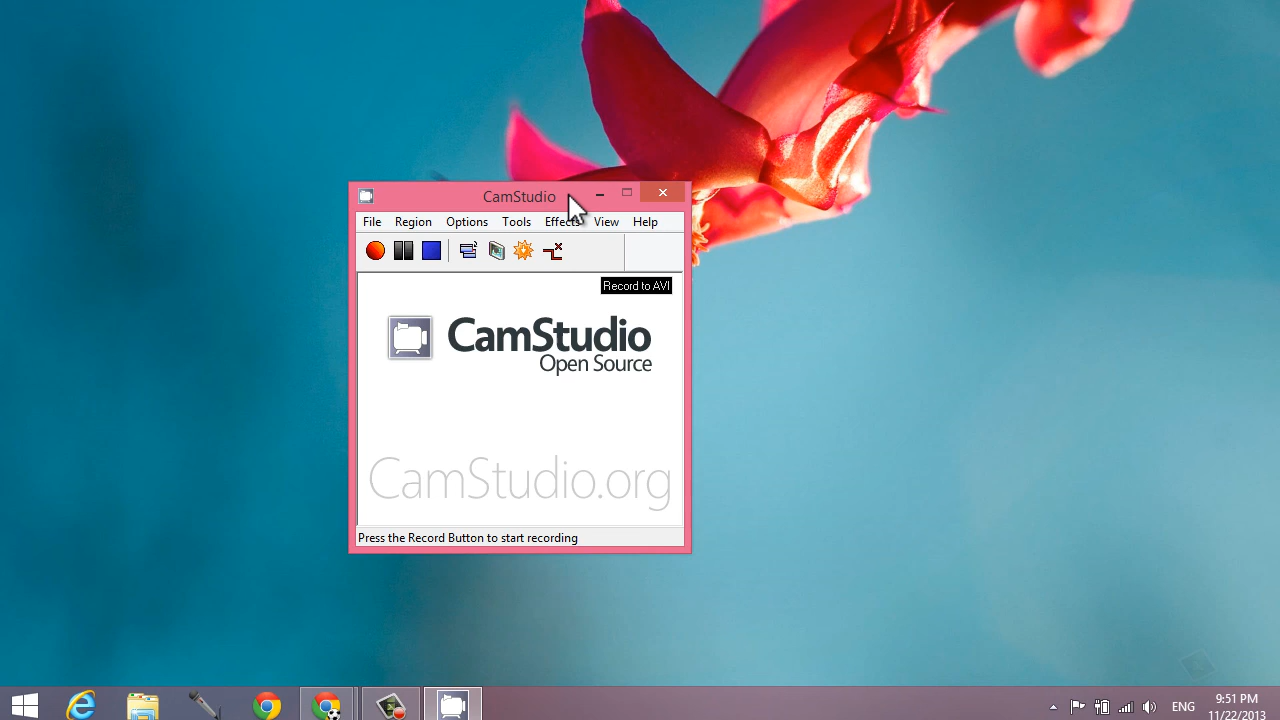 CamStudio
File Region Options Tools Effects View Help
Record to AVI
CamStudio
Open Source
CamStudio.org
Press the Record Button to start recording
ENG
9:51 PM
11/22/2013